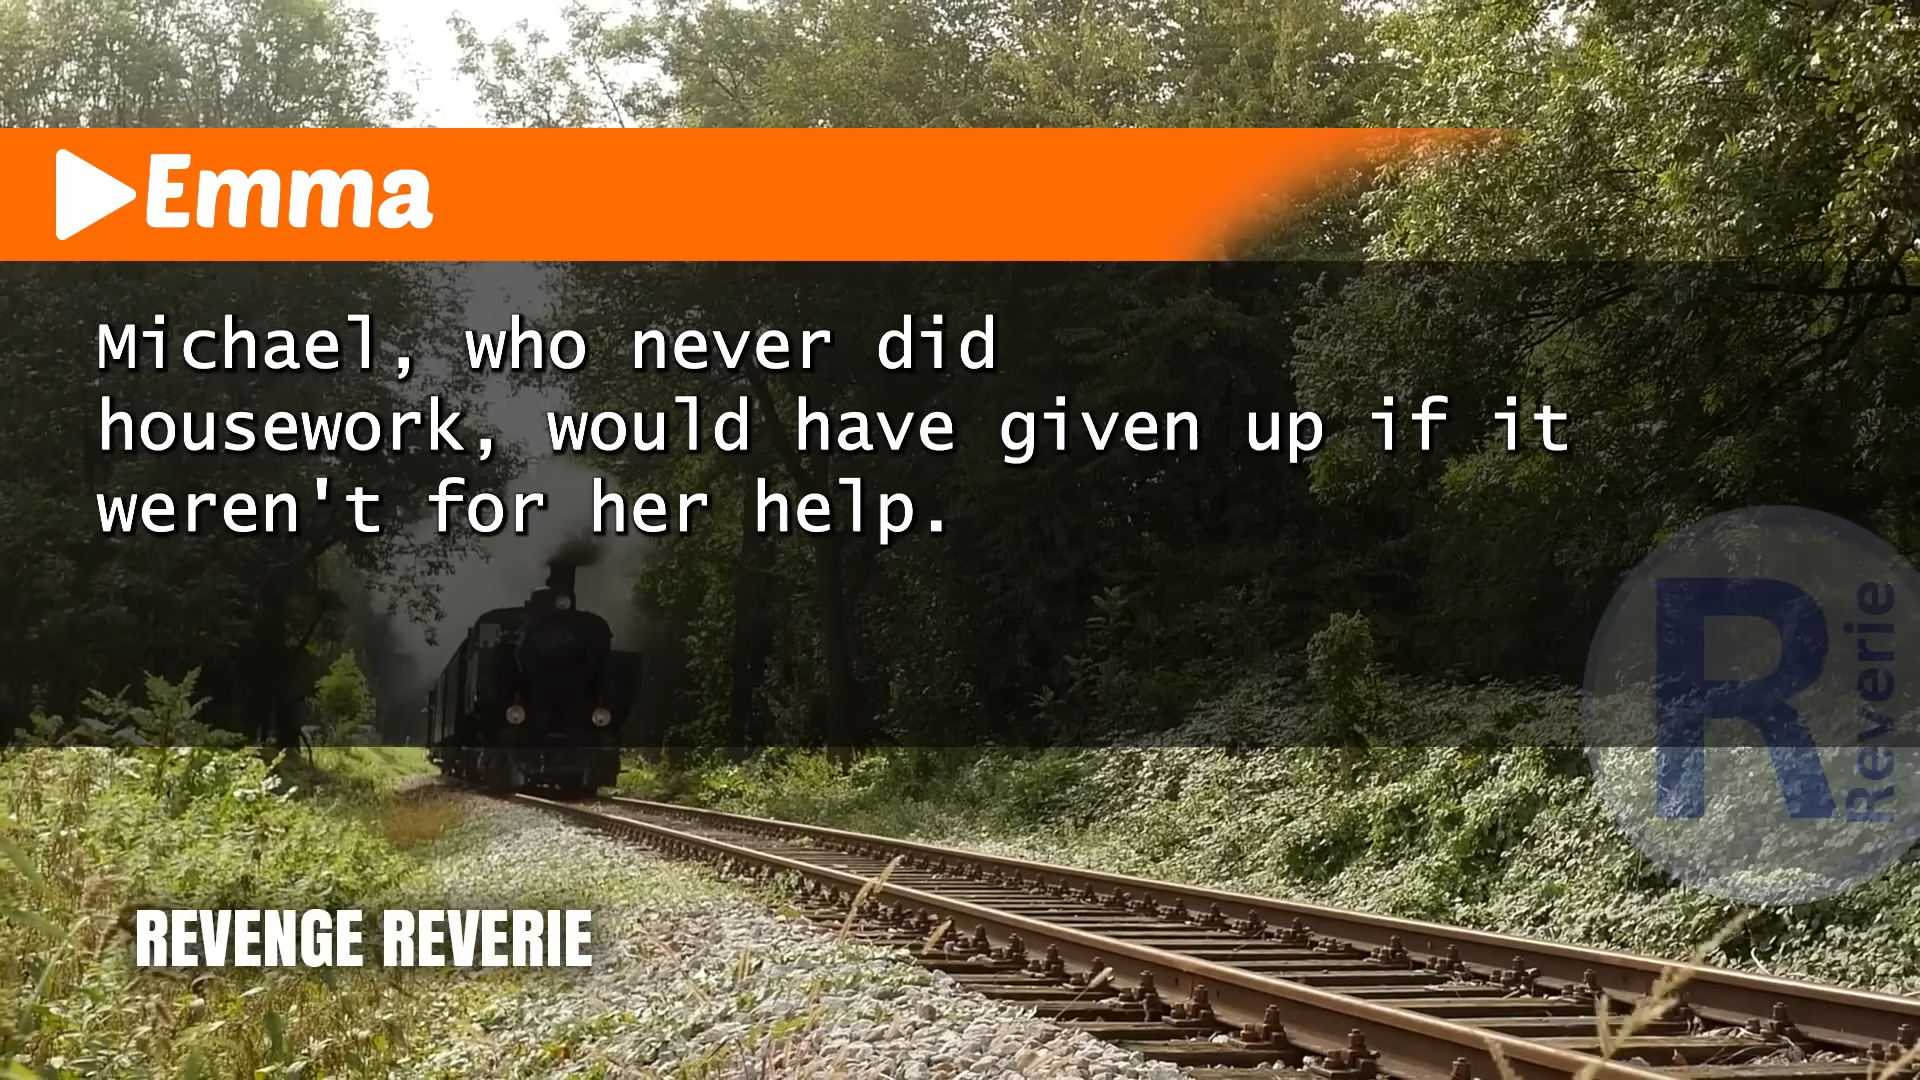 Emma
Michael, who never did
housework, would have given up if it
weren't for her help.
R
Reverie
REVENGE REVERIE